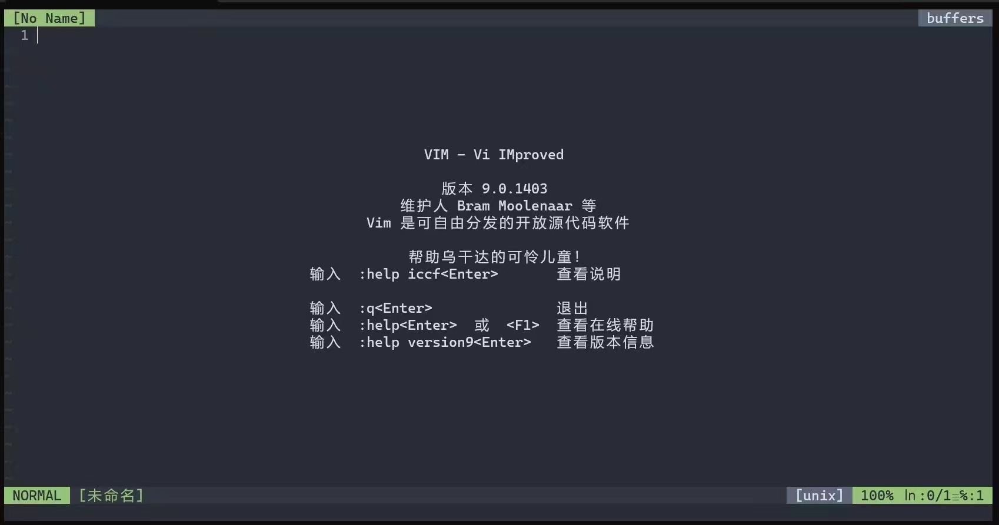 [No Name] buffers
1
~
~
~
~
~
VIM - Vi IMproved
~
版本 9.0.1403
维护人 Bram Moolenaar 等
Vim 是可自由分发的开放源代码软件
~
帮助乌干达的可怜儿童!
输入 :help iccf<Enter> 查看说明
~
输入 :q<Enter> 退出
输入 :help<Enter> 或 <F1> 查看在线帮助
输入 :help version9<Enter> 查看版本信息
~
~
~
~
~
~
~
NORMAL [未命名] [unix] 100% ln:0/1≡%:1